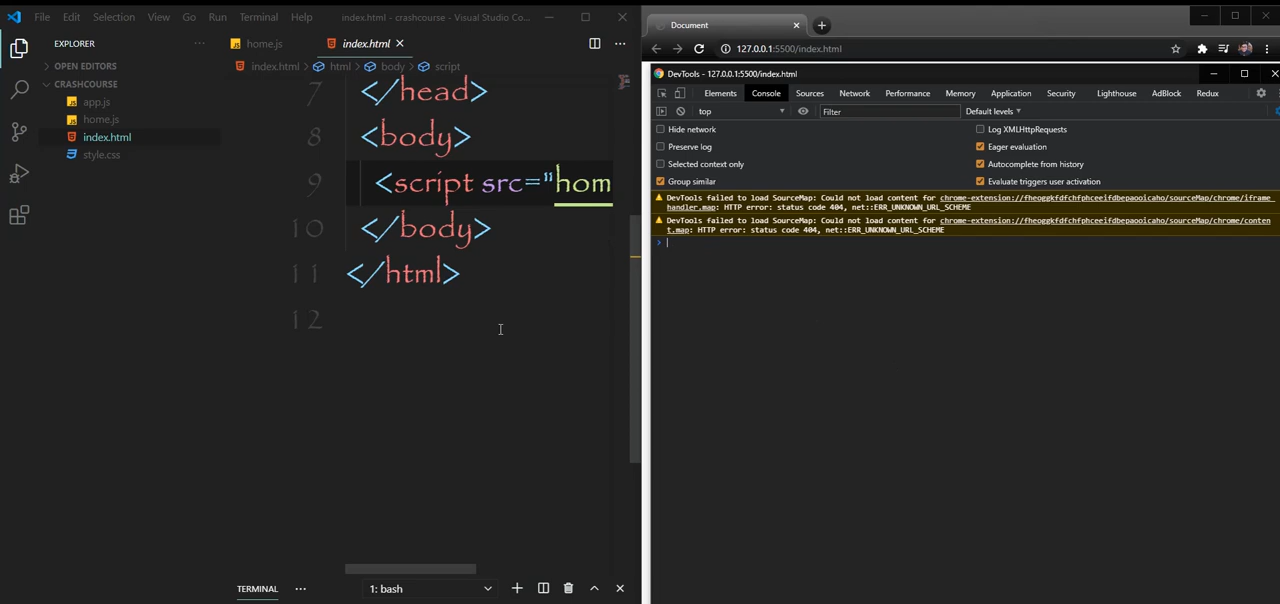 File Edit Selection View Go Run Terminal Help index.html - crashcourse - Visual Studio Co...
EXPLORER
OPEN EDITORS
CRASHCOURSE
app.js
home.js
index.html
style.css
home.js index.html
index.html html body script
7 </head>
8 <body>
9 <script src="hom
10 </body>
11 </html>
12
TERMINAL 1: bash
Document
127.0.0.1:5500/index.html
DevTools - 127.0.0.1:5500/index.html
Elements Console Sources Network Performance Memory Application Security Lighthouse AdBlock Redux
top Filter Default levels
Hide network Log XMLHttpRequests
Preserve log Eager evaluation
Selected context only Autocomplete from history
Group similar Evaluate triggers user activation
DevTools failed to load SourceMap: Could not load content for chrome-extension://fheoggkfdfchfphceeifdbepaooicaho/sourceMap/chrome/iframe_
handler.map: HTTP error: status code 404, net::ERR_UNKNOWN_URL_SCHEME
DevTools failed to load SourceMap: Could not load content for chrome-extension://fheoggkfdfchfphceeifdbepaooicaho/sourceMap/chrome/conten
t.map: HTTP error: status code 404, net::ERR_UNKNOWN_URL_SCHEME